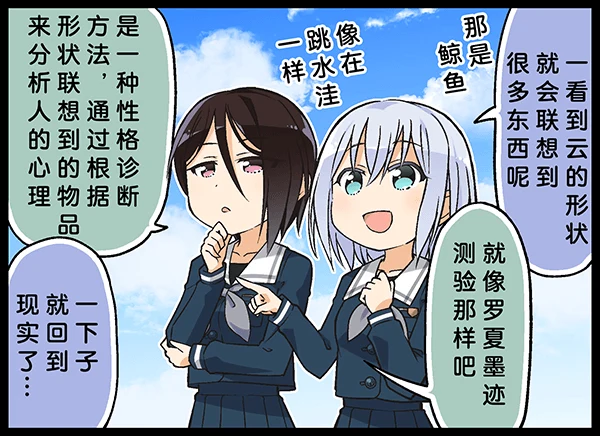 一看到云的形状
就会联想到
很多东西呢
那是
鲸鱼
像在
跳水洼
一样
就像罗夏墨迹
测验那样吧
是一种性格诊断
方法，通过根据
形状联想到的物品
来分析人的心理
一下子
就回到
现实了…